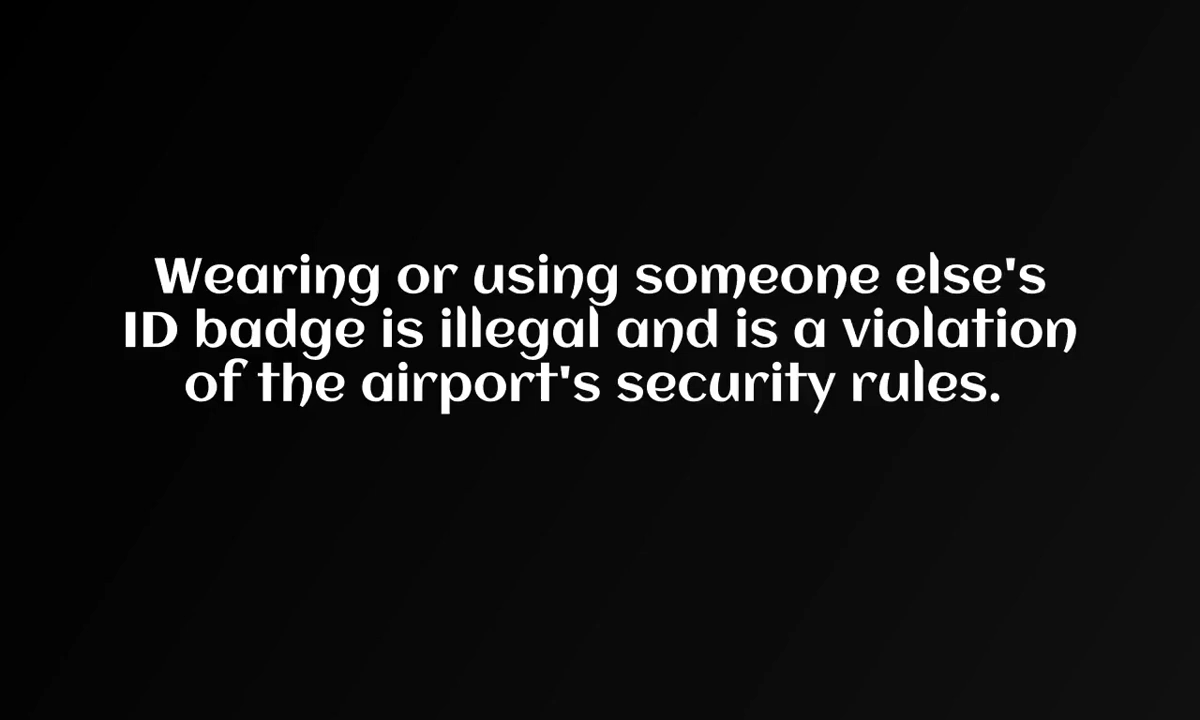 Wearing or using someone else's
ID badge is illegal and is a violation
of the airport's security rules.